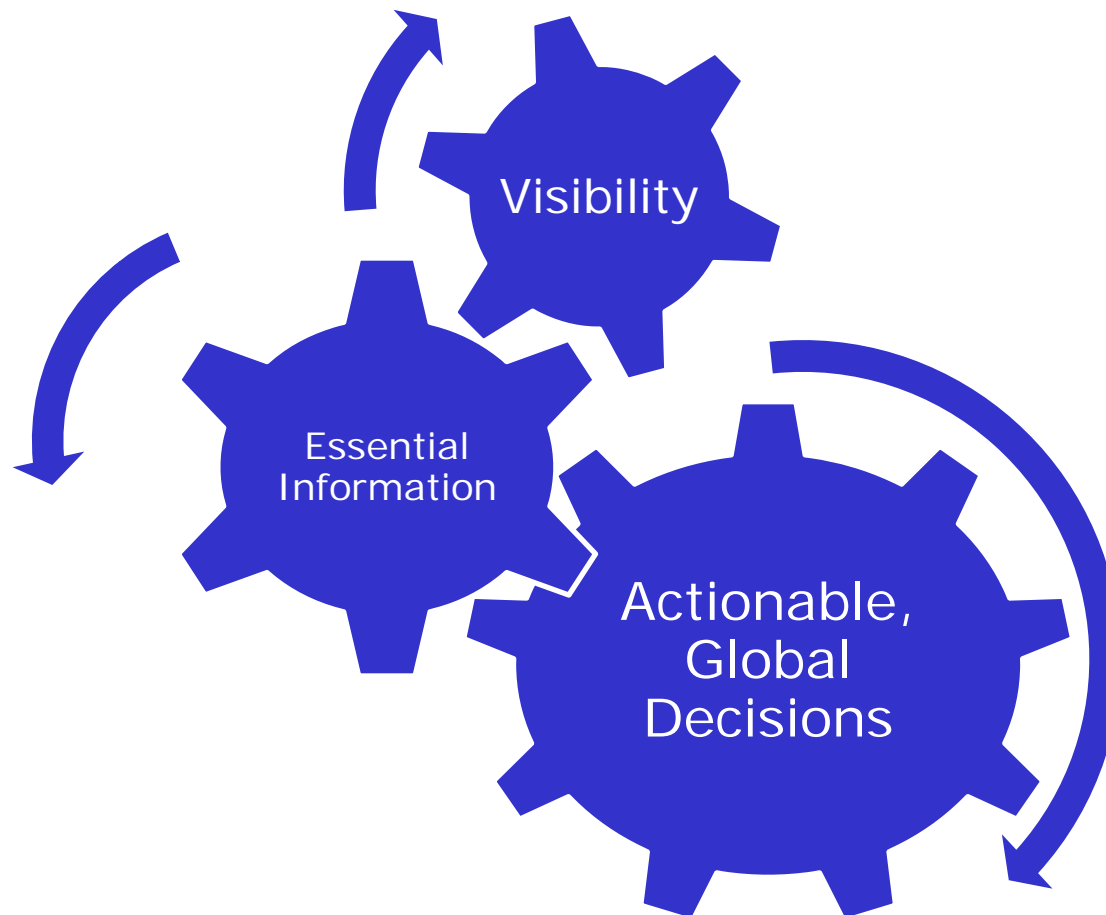 Visibility
Essential
Information
Actionable,
Global
Decisions